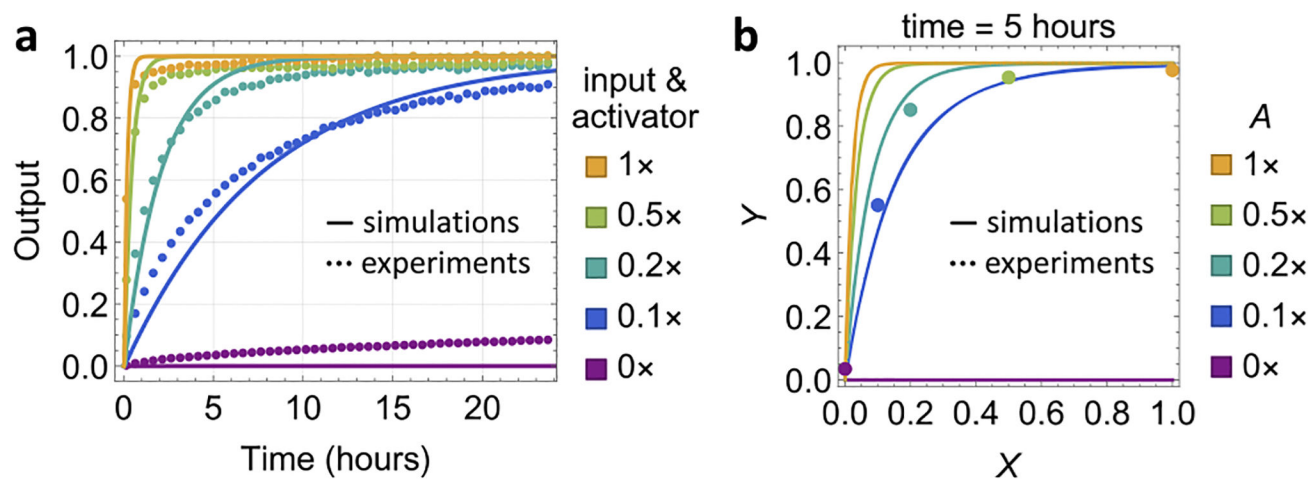 a
1.0
0.8
0.6
0.4
0.2
0.0
Output
0 5 10 15 20
Time (hours)
simulations
experiments
input &
activator
1×
0.5×
0.2×
0.1×
0×
b
time = 5 hours
1.0
0.8
0.6
0.4
0.2
0.0
Y
0.0 0.2 0.4 0.6 0.8 1.0
X
simulations
experiments
A
1×
0.5×
0.2×
0.1×
0×